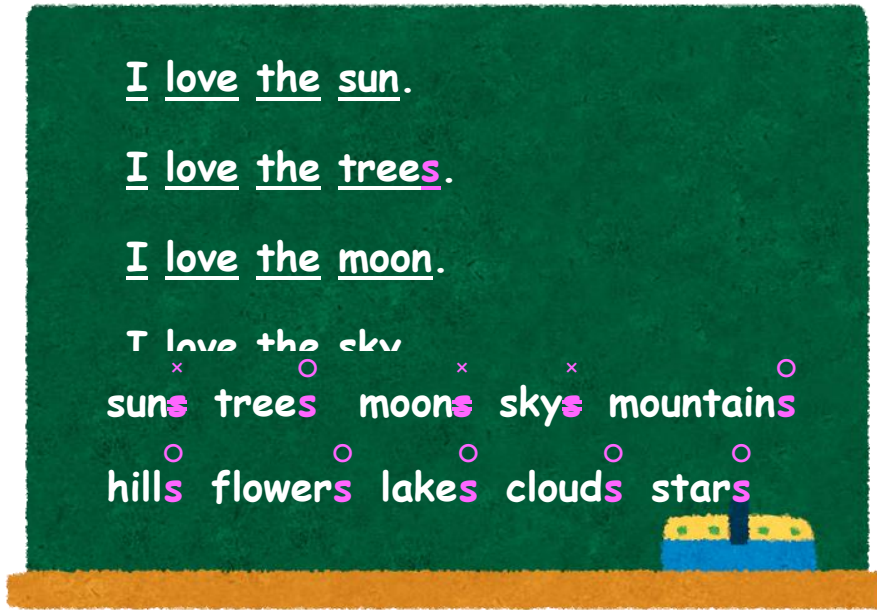 I love the sun.
I love the trees.
I love the moon.
I love the sky
× ○ × × ○
suns trees moons skys mountains
○ ○ ○ ○ ○
hills flowers lakes clouds stars